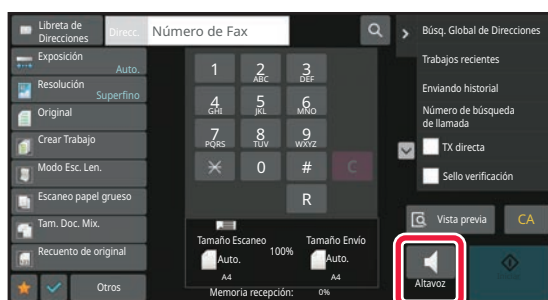 Libreta de
Direcciones
Direcc.
Número de Fax
Exposición
Auto.
Resolución
Superfino
Original
Crear Trabajo
Modo Esc. Len.
Escaneo papel grueso
Tam. Doc. Mix.
Recuento de original
Otros
1
2
ABC
3
DEF
4
GHI
5
JKL
6
MNO
7
PQRS
8
TUV
9
WXYZ
0
#
C
R
Tamaño Escaneo
100%
Tamaño Envío
Auto.
Auto.
A4
A4
Memoria recepción:
0%
Búsq. Global de Direcciones
Trabajos recientes
Enviando historial
Número de búsqueda
de llamada
TX directa
Sello verificación
Vista previa
CA
Altavoz